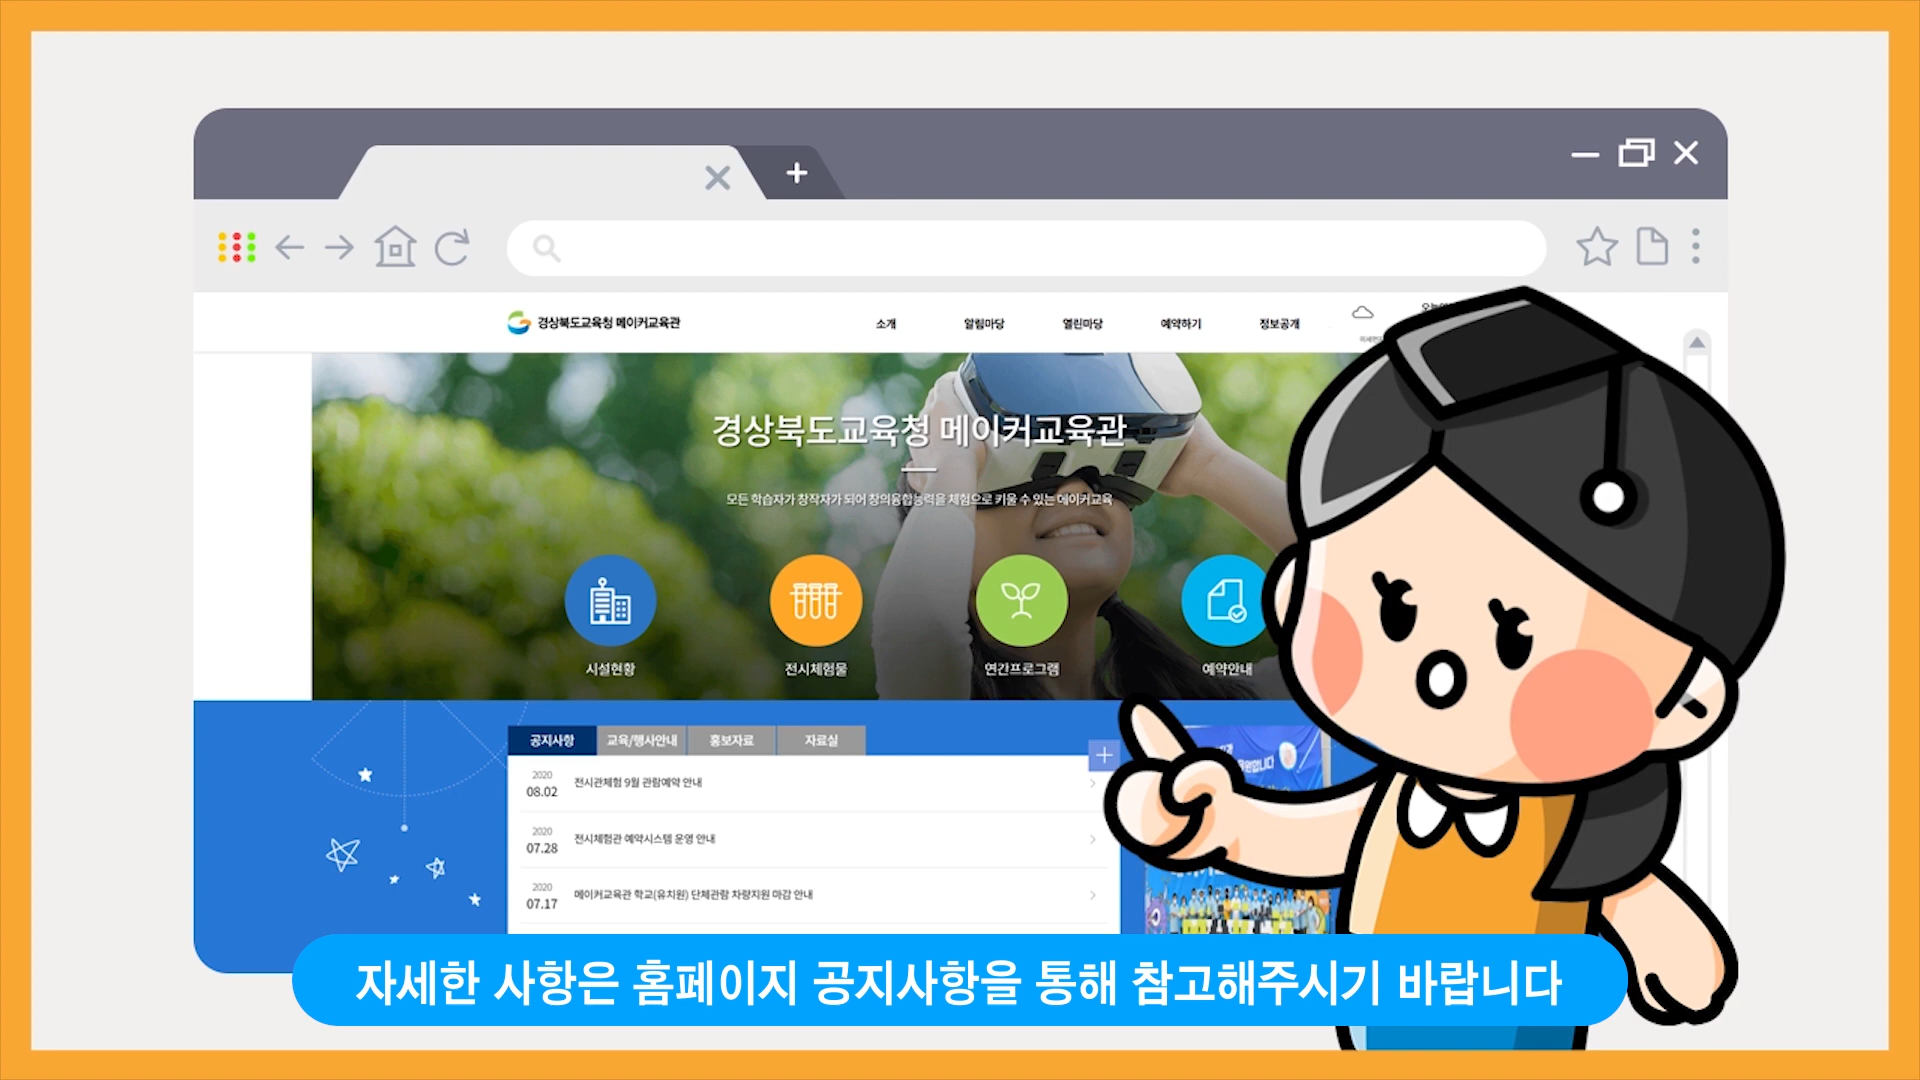 경상북도교육청 메이커교육관
소개
알림마당
열린마당
예약하기
정보공개
경상북도교육청 메이커교육관
모든 학습자가 창작자가 되어 창의융합능력을 체험으로 키울 수 있는 메이커교육
시설현황
전시체험물
연간프로그램
예약안내
공지사항
교육/행사안내
홍보자료
자료실
2020
08.02
전시관체험 9월 관람예약 안내
2020
07.28
전시체험관 예약시스템 운영 안내
2020
07.17
메이커교육관 학교(유치원) 단체관람 차량지원 마감 안내
자세한 사항은 홈페이지 공지사항을 통해 참고해주시기 바랍니다